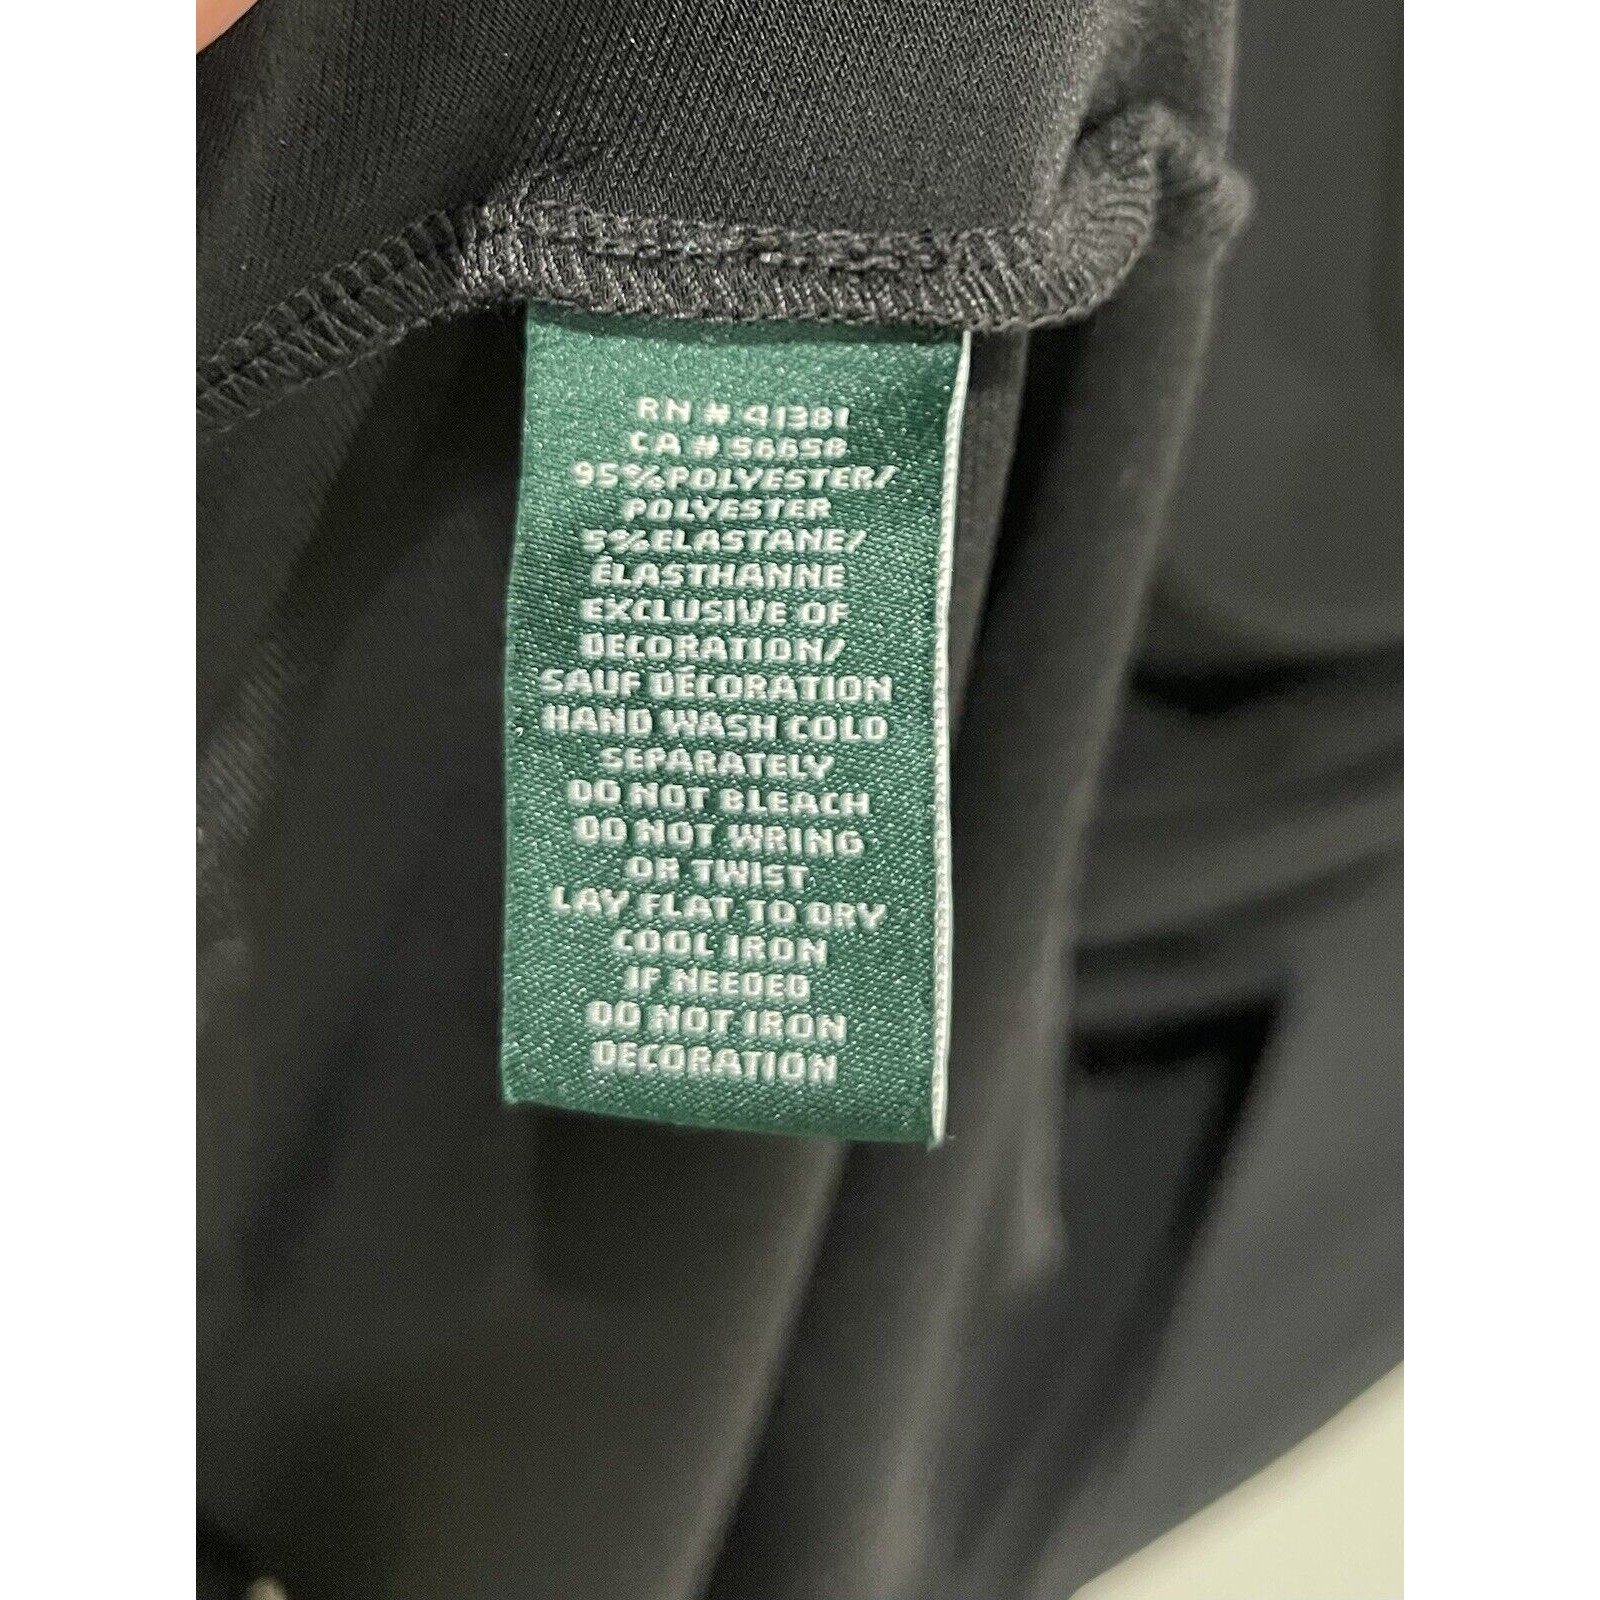 RN # 41381
CA # 56658
95%POLYESTER/
POLYESTER
5%ELASTANE/
ÉLASTHANNE
EXCLUSIVE OF
DECORATION/
SAUF DÉCORATION
HAND WASH COLD
SEPARATELY
DO NOT BLEACH
DO NOT WRING
OR TWIST
LAY FLAT TO DRY
COOL IRON
IF NEEDED
DO NOT IRON
DECORATION